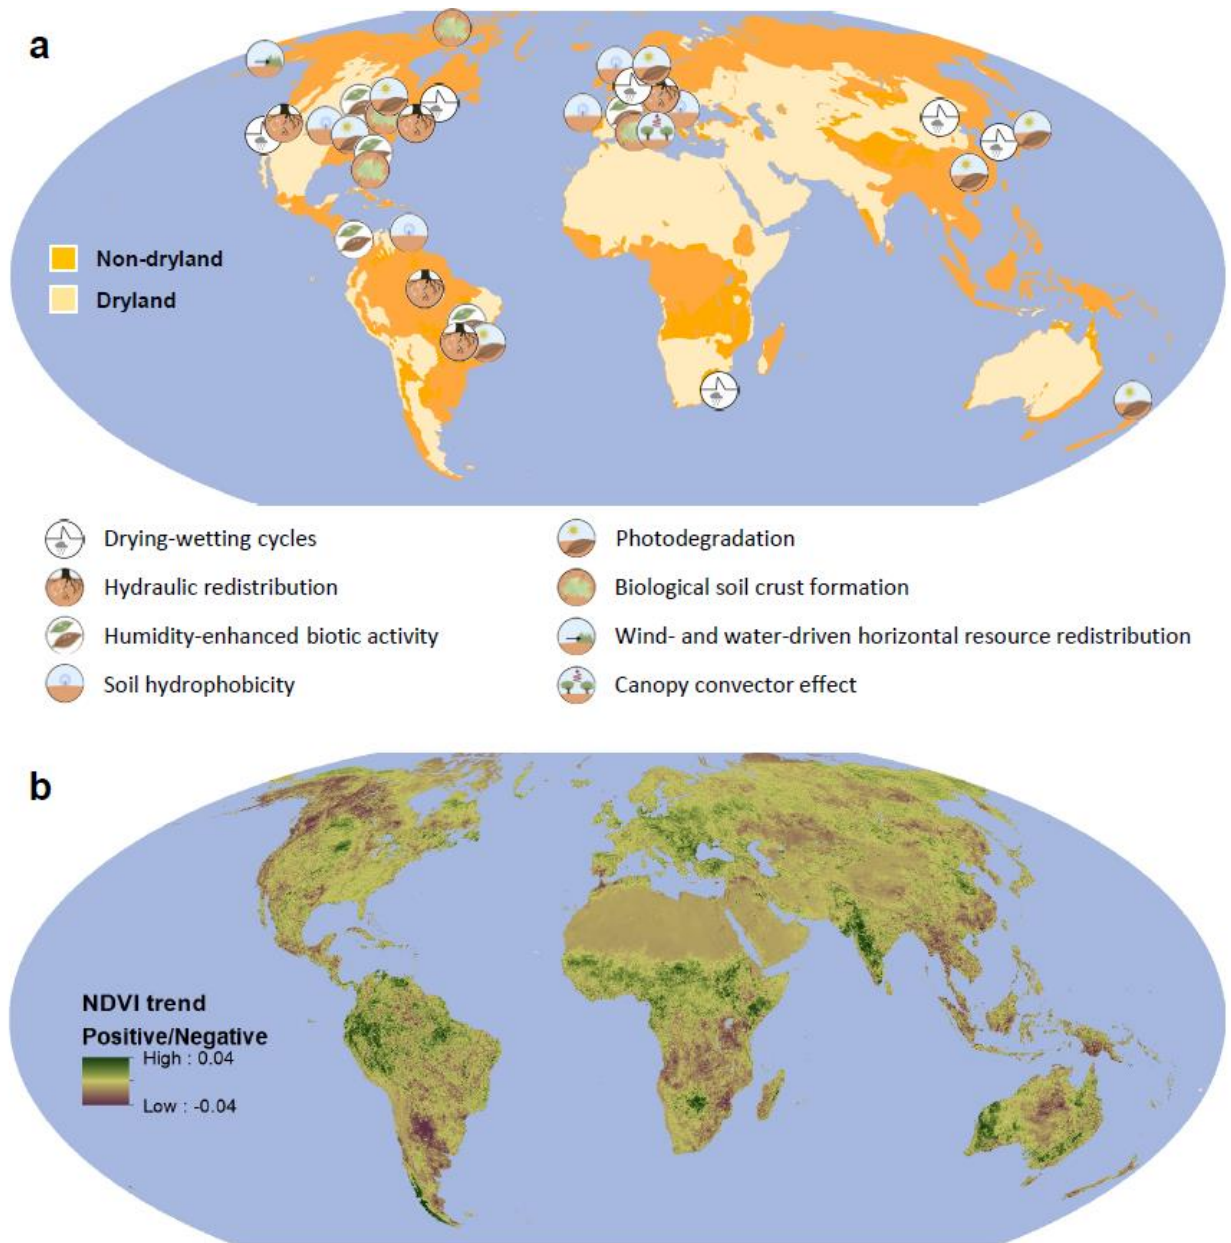 a
Non-dryland
Dryland
Drying-wetting cycles
Hydraulic redistribution
Humidity-enhanced biotic activity
Soil hydrophobicity
Photodegradation
Biological soil crust formation
Wind- and water-driven horizontal resource redistribution
Canopy convector effect
b
NDVI trend
Positive/Negative
High : 0.04
Low : -0.04